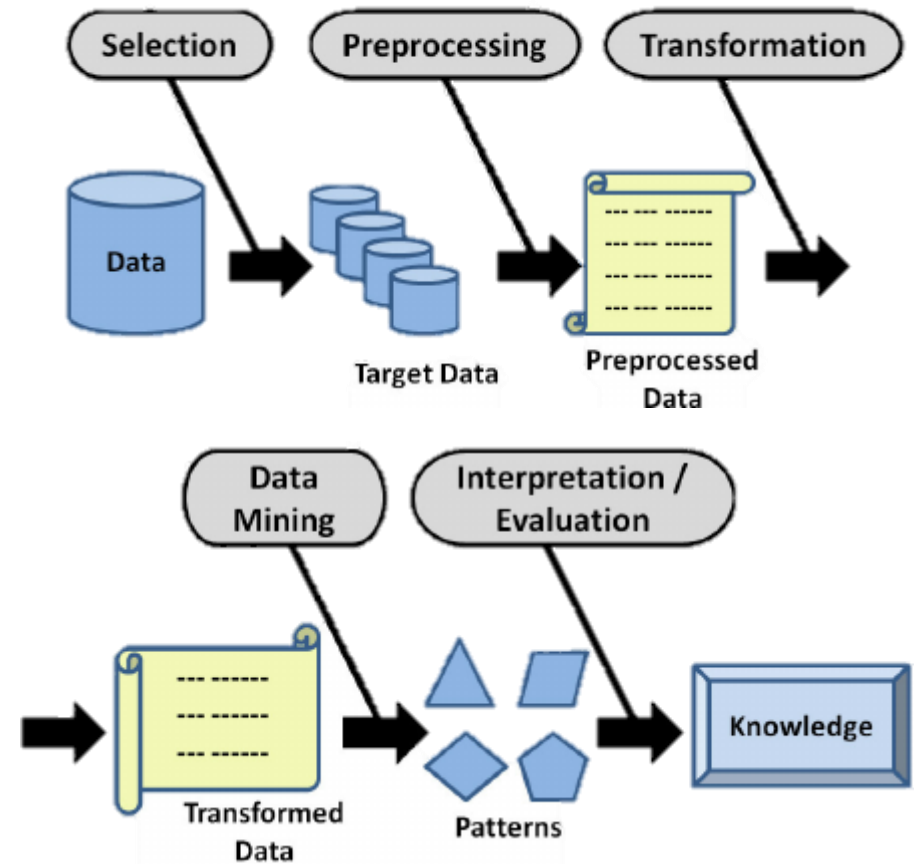 Selection
Preprocessing
Transformation
Data
--- --- ------
--- --- ------
--- --- ------
--- --- ------
Target Data
Preprocessed
Data
Data
Mining
Interpretation /
Evaluation
--- ------
--- ------
--- ------
Knowledge
Transformed
Data
Patterns